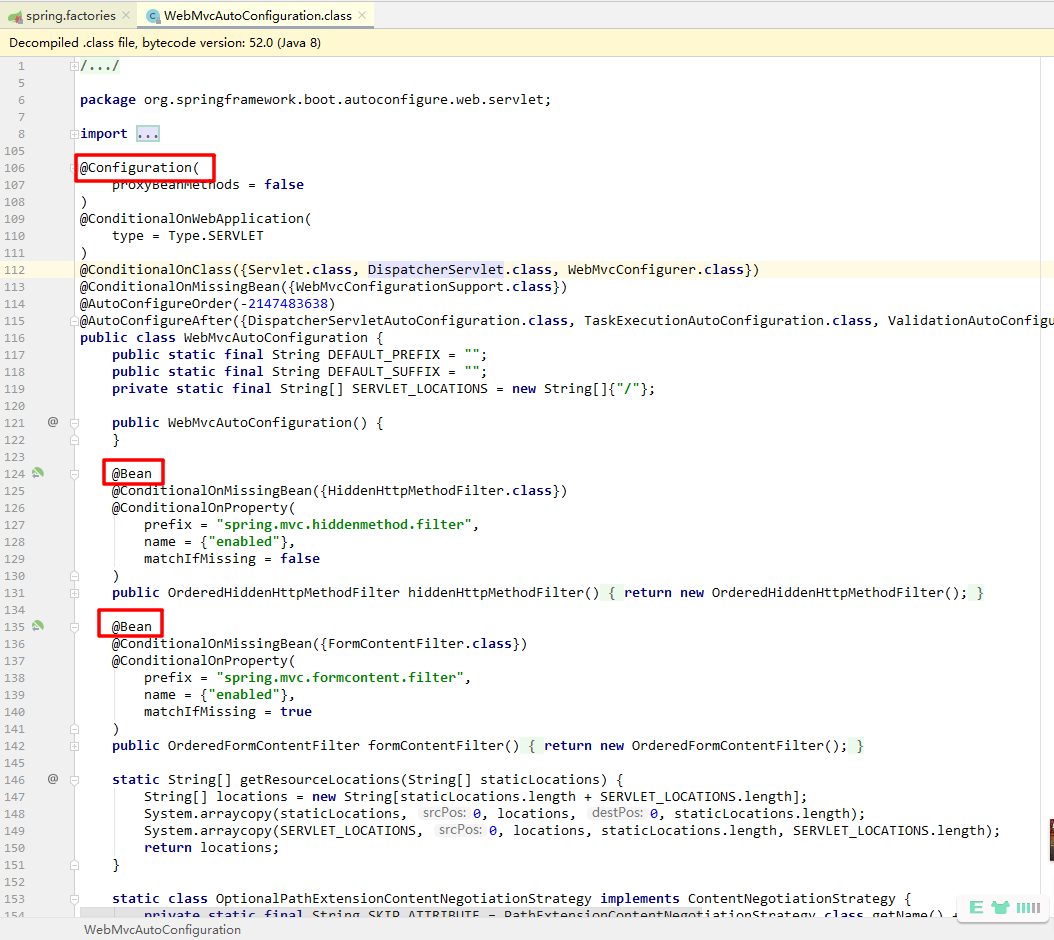 spring.factories × WebMvcAutoConfiguration.class ×
Decompiled .class file, bytecode version: 52.0 (Java 8)
1 /.../
5
6 package org.springframework.boot.autoconfigure.web.servlet;
7
8 import ...
105
106 @Configuration(
107 proxyBeanMethods = false
108 )
109 @ConditionalOnWebApplication(
110 type = Type.SERVLET
111 )
112 @ConditionalOnClass({Servlet.class, DispatcherServlet.class, WebMvcConfigurer.class})
113 @ConditionalOnMissingBean({WebMvcConfigurationSupport.class})
114 @AutoConfigureOrder(-2147483638)
115 @AutoConfigureAfter({DispatcherServletAutoConfiguration.class, TaskExecutionAutoConfiguration.class, ValidationAutoConfigu
116 public class WebMvcAutoConfiguration {
117 public static final String DEFAULT_PREFIX = "";
118 public static final String DEFAULT_SUFFIX = "";
119 private static final String[] SERVLET_LOCATIONS = new String[]{"/"};
120
121 @ public WebMvcAutoConfiguration() {
122 }
123
124 @Bean
125 @ConditionalOnMissingBean({HiddenHttpMethodFilter.class})
126 @ConditionalOnProperty(
127 prefix = "spring.mvc.hiddenmethod.filter",
128 name = {"enabled"},
129 matchIfMissing = false
130 )
131 public OrderedHiddenHttpMethodFilter hiddenHttpMethodFilter() { return new OrderedHiddenHttpMethodFilter(); }
134
135 @Bean
136 @ConditionalOnMissingBean({FormContentFilter.class})
137 @ConditionalOnProperty(
138 prefix = "spring.mvc.formcontent.filter",
139 name = {"enabled"},
140 matchIfMissing = true
141 )
142 public OrderedFormContentFilter formContentFilter() { return new OrderedFormContentFilter(); }
145
146 @ static String[] getResourceLocations(String[] staticLocations) {
147 String[] locations = new String[staticLocations.length + SERVLET_LOCATIONS.length];
148 System.arraycopy(staticLocations, srcPos: 0, locations, destPos: 0, staticLocations.length);
149 System.arraycopy(SERVLET_LOCATIONS, srcPos: 0, locations, staticLocations.length, SERVLET_LOCATIONS.length);
150 return locations;
151 }
152
153 static class OptionalPathExtensionContentNegotiationStrategy implements ContentNegotiationStrategy {
154 private static final String SKIP_ATTRIBUTE = PathExtensionContentNegotiationStrategy.class.getName() +
E
WebMvcAutoConfiguration